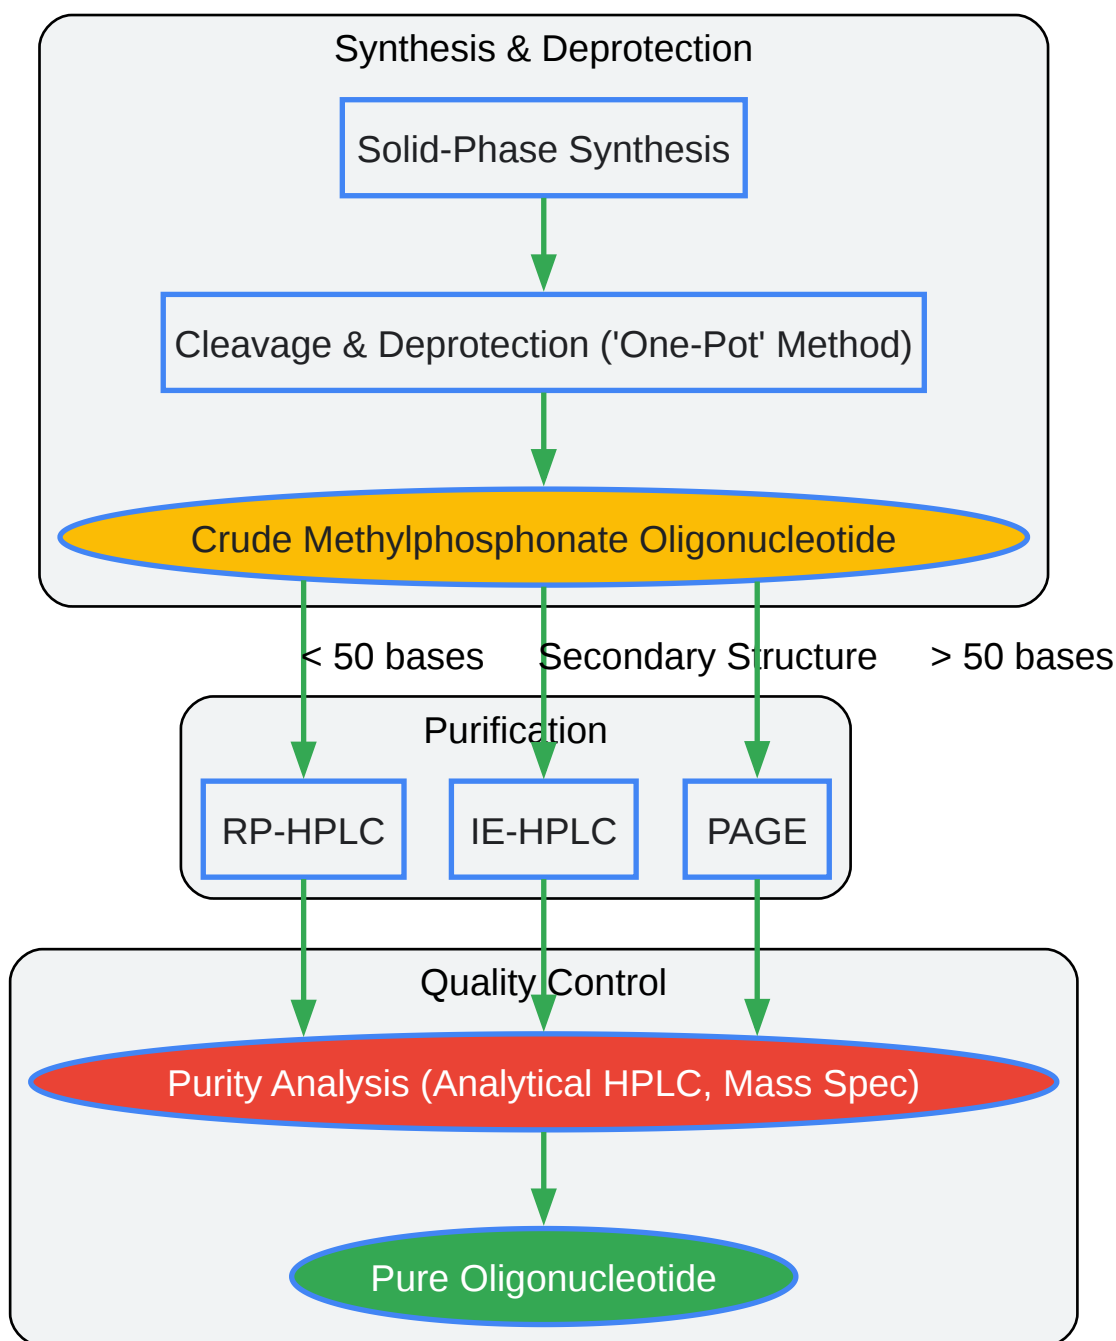 Synthesis & Deprotection
Solid-Phase Synthesis
Cleavage & Deprotection ('One-Pot' Method)
Crude Methylphosphonate Oligonucleotide
< 50 bases
Secondary Structure
> 50 bases
Purification
RP-HPLC
IE-HPLC
PAGE
Quality Control
Purity Analysis (Analytical HPLC, Mass Spec)
Pure Oligonucleotide